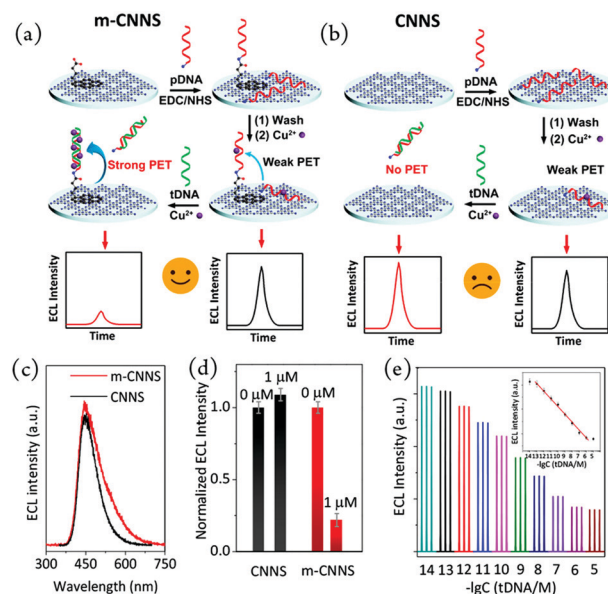 (a)
m-CNNS
pDNA
EDC/NHS
(1) Wash
(2) Cu²⁺
Strong PET
tDNA
Cu²⁺
Weak PET
ECL Intensity
Time
ECL Intensity
Time
(b)
CNNS
pDNA
EDC/NHS
(1) Wash
(2) Cu²⁺
No PET
tDNA
Cu²⁺
Weak PET
ECL Intensity
Time
ECL Intensity
Time
(c)
m-CNNS
CNNS
ECL intensity (a.u.)
300 450 600 750
Wavelength (nm)
(d)
Normalized ECL Intensity
1.0
0.5
0.0
0 μM
1 μM
0 μM
1 μM
CNNS m-CNNS
(e)
ECL Intensity (a.u.)
14 13 12 11 10 9 8 7 6 5
-lgC (tDNA/M)
ECL intensity (a.u.)
14 13 12 11 10 9 8 7 6 5
-lgC (tDNA/M)